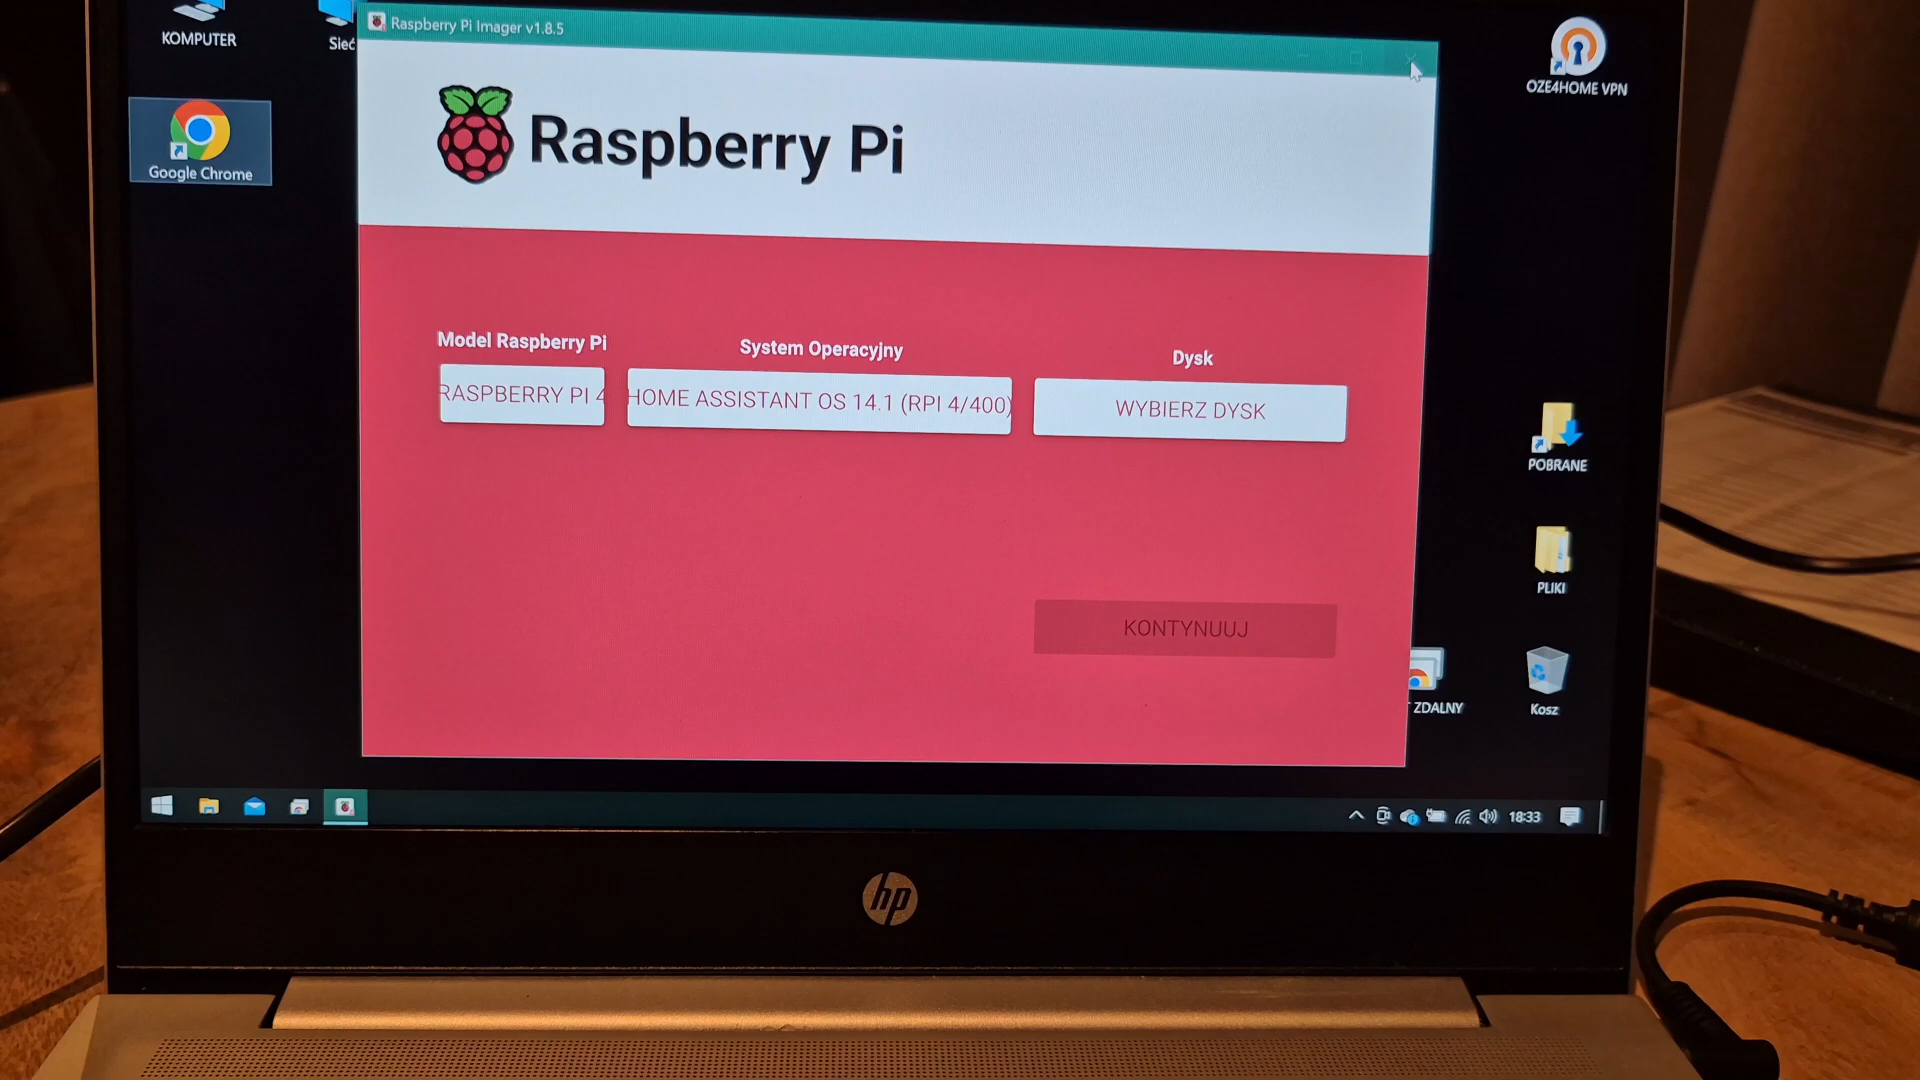 Raspberry Pi Imager v1.8.5
KOMPUTER
Sieć
OZE4HOME VPN
Google Chrome
Raspberry Pi
Model Raspberry Pi
System Operacyjny
Dysk
RASPBERRY PI 4
HOME ASSISTANT OS 14.1 (RPI 4/400)
WYBIERZ DYSK
POBRANE
PLIKI
KONTYNUUJ
ZDALNY
Kosz
18:33
hp